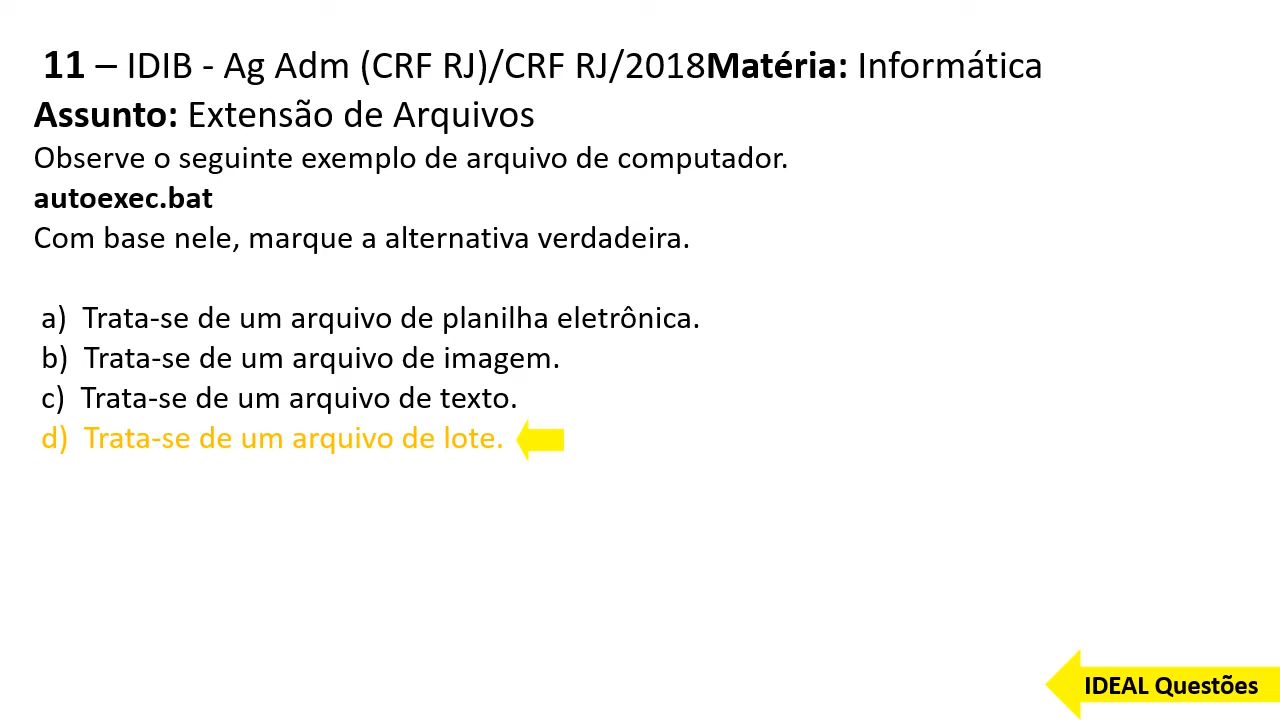 11 – IDIB - Ag Adm (CRF RJ)/CRF RJ/2018Matéria: Informática
Assunto: Extensão de Arquivos
Observe o seguinte exemplo de arquivo de computador.
autoexec.bat
Com base nele, marque a alternativa verdadeira.
a) Trata-se de um arquivo de planilha eletrônica.
b) Trata-se de um arquivo de imagem.
c) Trata-se de um arquivo de texto.
d) Trata-se de um arquivo de lote.
IDEAL Questões